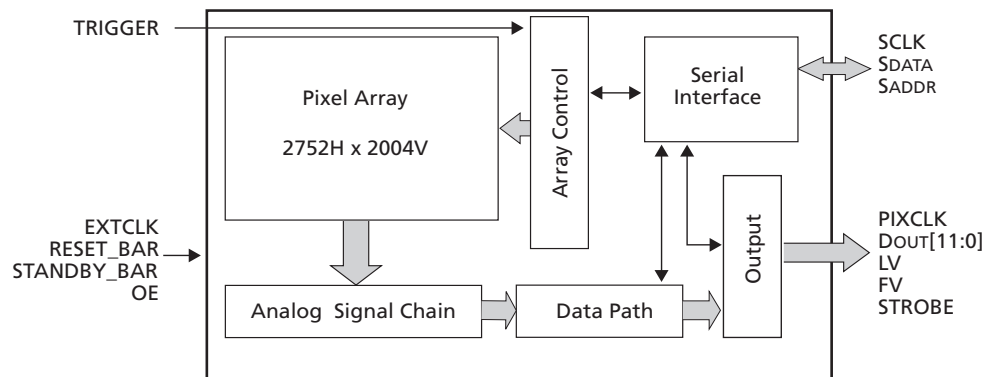 TRIGGER
Pixel Array
2752H x 2004V
Array Control
Serial
Interface
SCLK
SDATA
SADDR
EXTCLK
RESET_BAR
STANDBY_BAR
OE
Analog Signal Chain
Data Path
Output
PIXCLK
DOUT[11:0]
LV
FV
STROBE